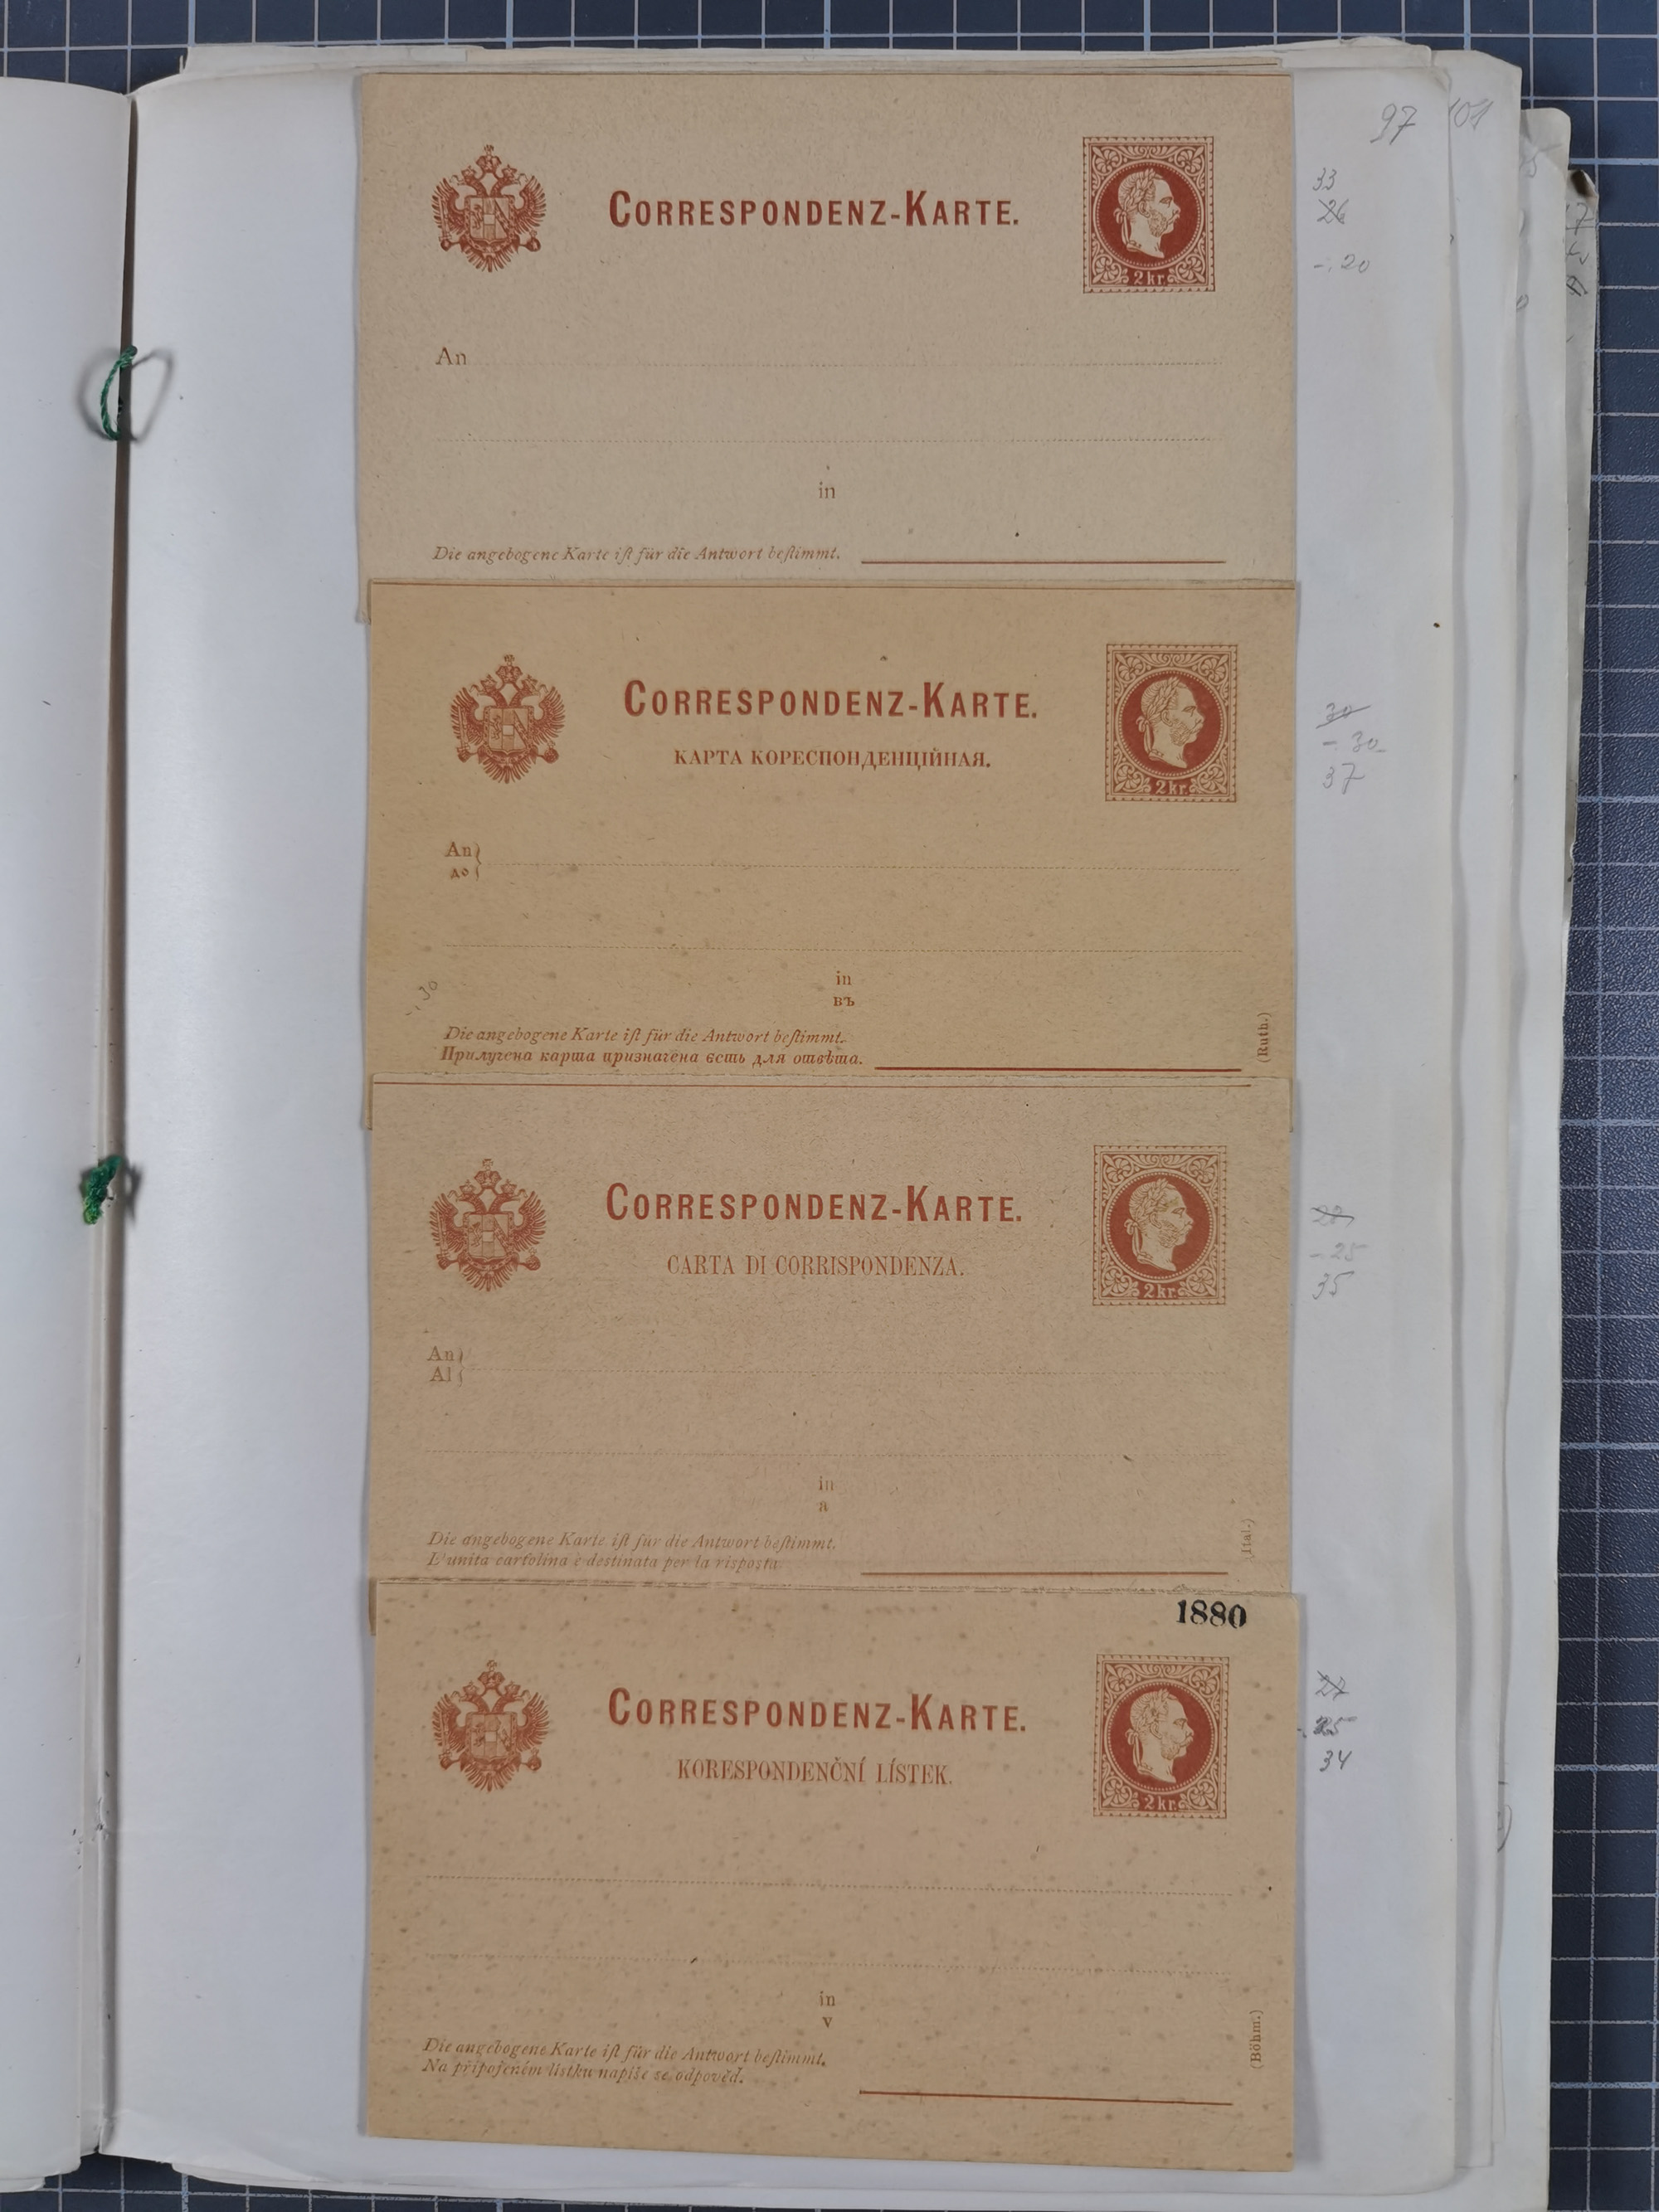 97
101
33
26
-.20
CORRESPONDENZ-KARTE.
2 kr.
An
in
Die angebogene Karte iſt für die Antwort beſtimmt.
CORRESPONDENZ-KARTE.
КАРТА КОРЕСПОНДЕНЦІЙНАЯ.
2 kr.
30
-.30
37
An
до
in
въ
-.30
Die angebogene Karte iſt für die Antwort beſtimmt.
Прилучена карта призначена єсть для отвѣта.
(Ruth.)
CORRESPONDENZ-KARTE.
CARTA DI CORRISPONDENZA.
2 kr.
28
-.25
35
An
Al
in
a
Die angebogene Karte iſt für die Antwort beſtimmt.
L'unita cartolina è destinata per la risposta
(Ital.)
1880
CORRESPONDENZ-KARTE.
KORESPONDENČNÍ LÍSTEK.
2 kr.
27
25
34
in
v
Die angebogene Karte iſt für die Antwort beſtimmt.
Na připojeném lístku napíše se odpověď.
(Böhm.)